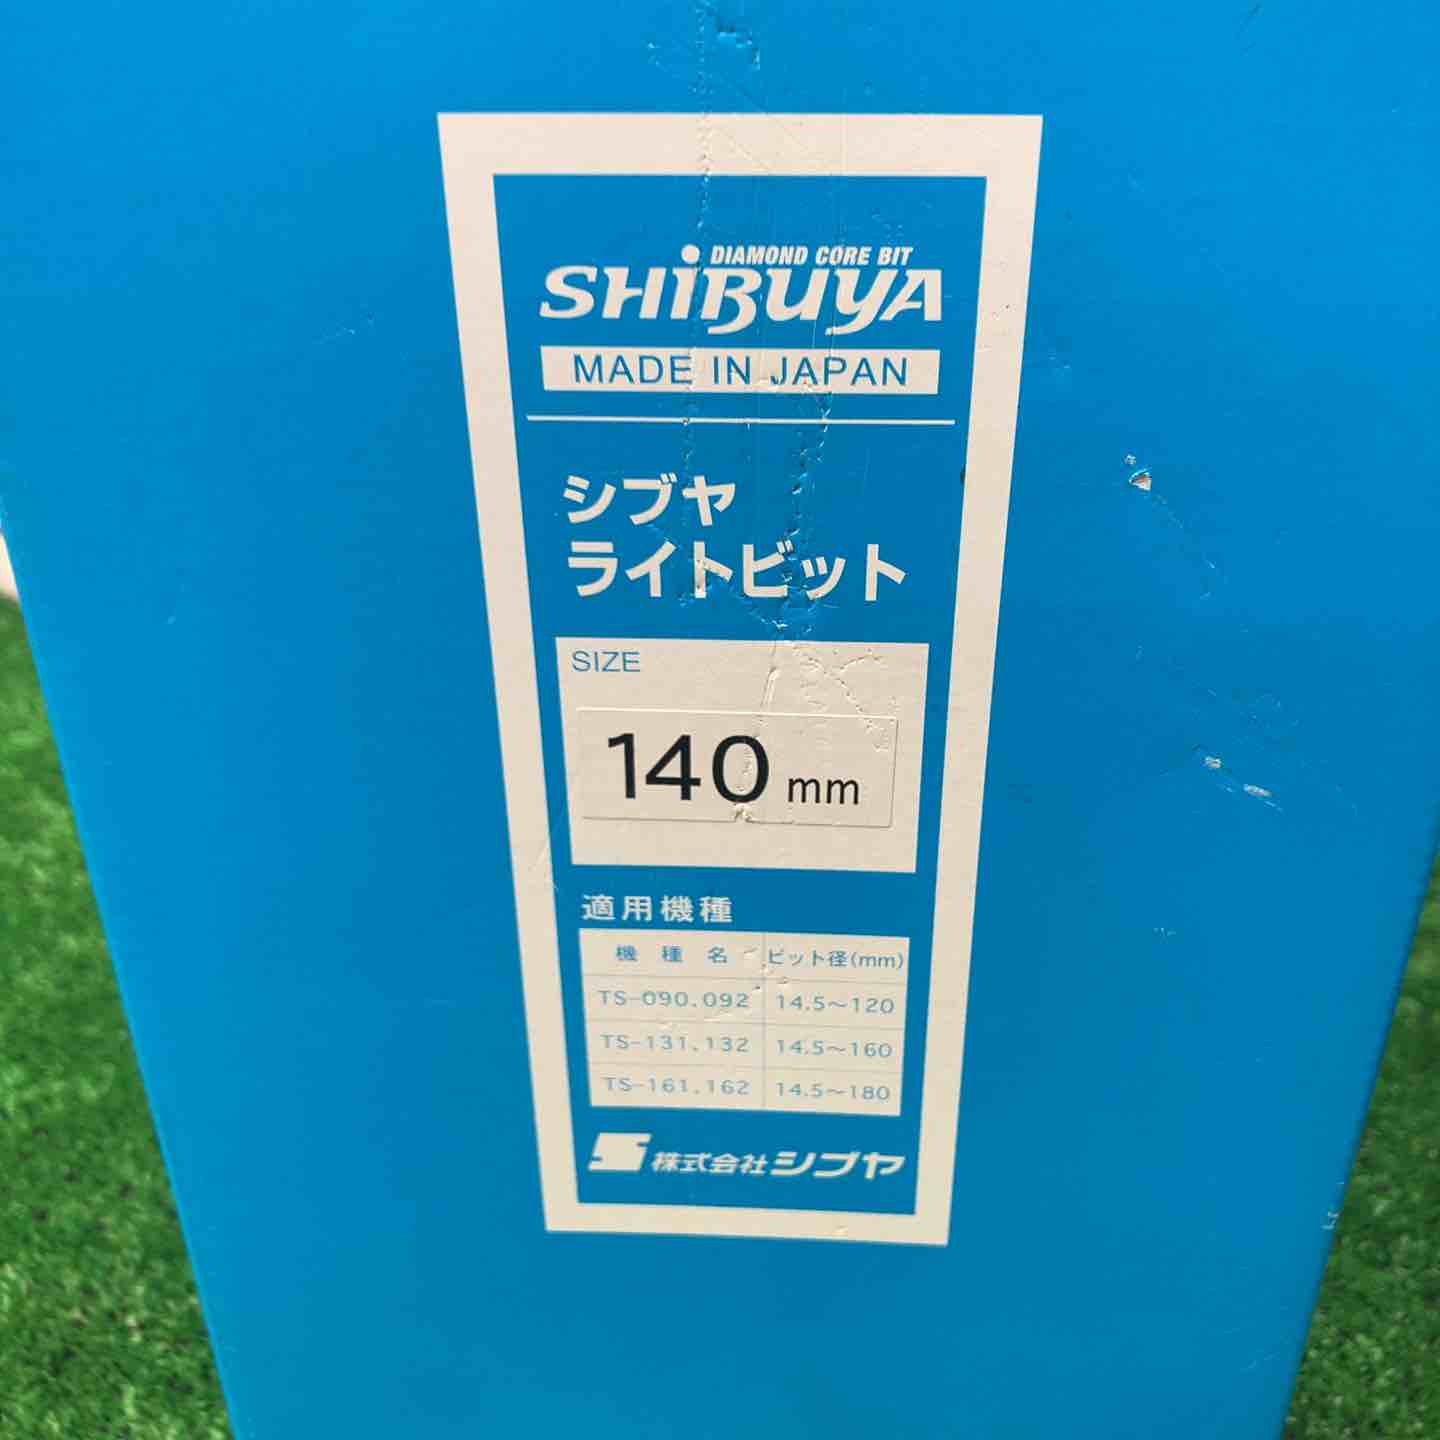 DIAMOND CORE BIT
SHIBUYA
MADE IN JAPAN
シブヤ
ライトビット
SIZE
140 mm
適用機種
機種名 ビット径(mm)
TS-090.092 14.5～120
TS-131.132 14.5～160
TS-161.162 14.5～180
株式会社シブヤ